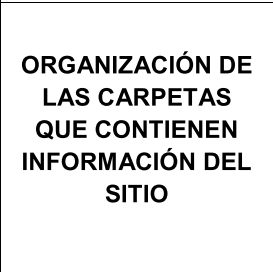 ORGANIZACIÓN DE
LAS CARPETAS
QUE CONTIENEN
INFORMACIÓN DEL
SITIO